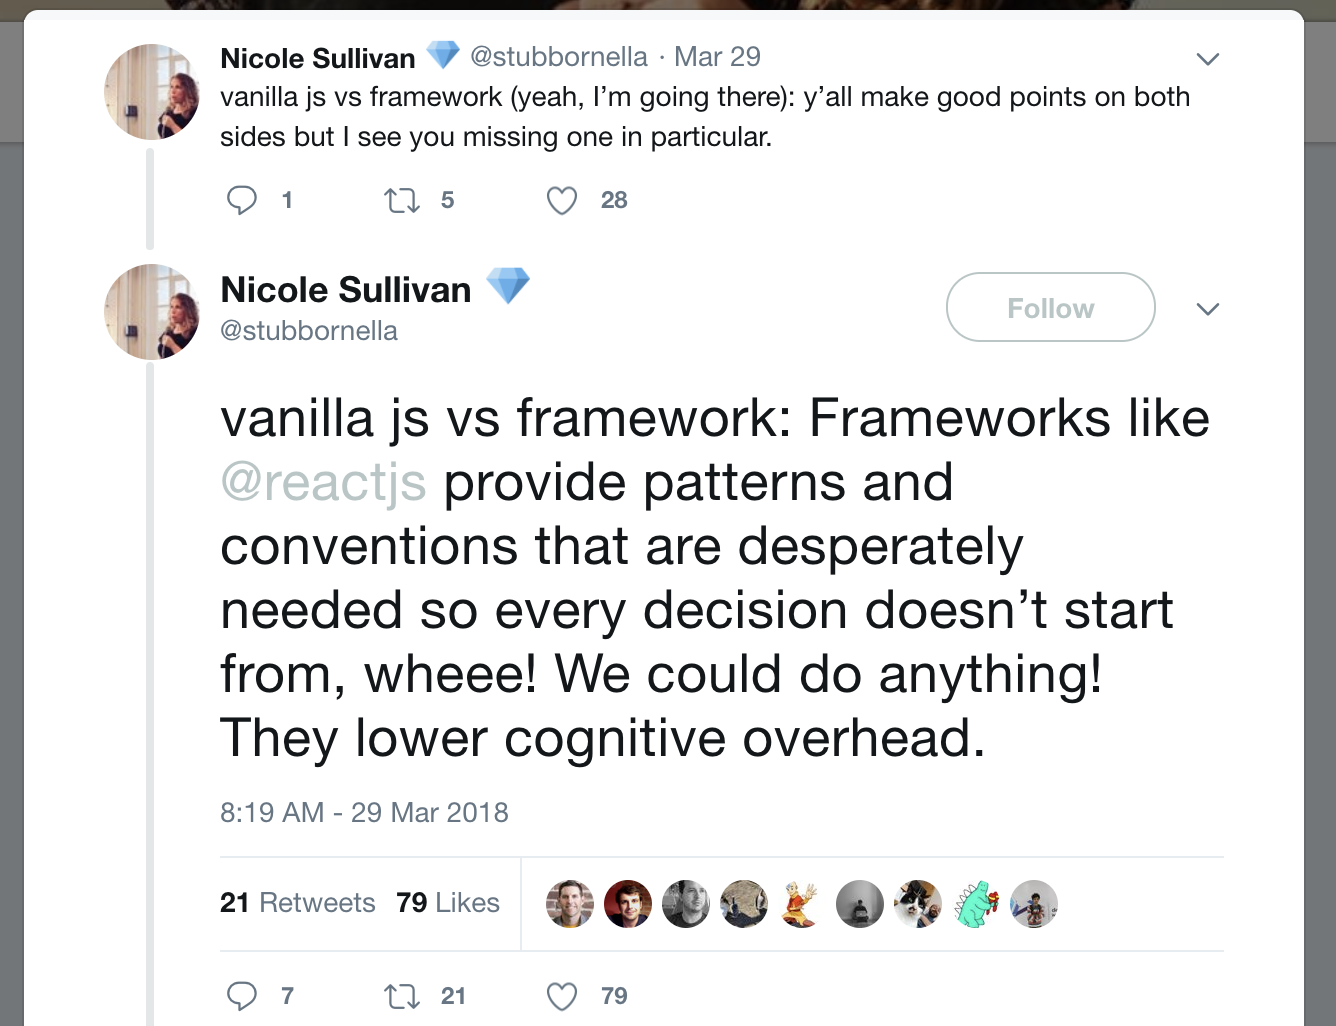 Nicole Sullivan 💎 @stubbornella · Mar 29
vanilla js vs framework (yeah, I’m going there): y’all make good points on both
sides but I see you missing one in particular.
1 5 28
Nicole Sullivan 💎
@stubbornella
Follow
vanilla js vs framework: Frameworks like
@reactjs provide patterns and
conventions that are desperately
needed so every decision doesn’t start
from, wheee! We could do anything!
They lower cognitive overhead.
8:19 AM - 29 Mar 2018
21 Retweets 79 Likes
7 21 79